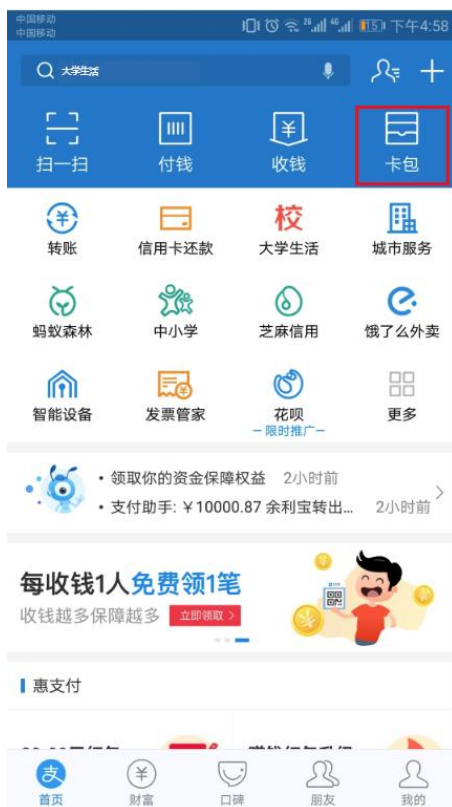 中国移动
中国移动
26 46 15 下午4:58
大学生活
扫一扫 付钱 收钱 卡包
转账 信用卡还款 校 大学生活 城市服务
蚂蚁森林 中小学 芝麻信用 饿了么外卖
智能设备 发票管家 花呗 更多
限时推广
• 领取你的资金保障权益 2小时前
• 支付助手: ¥10000.87 余利宝转出... 2小时前
每收钱1人免费领1笔
收钱越多保障越多 立即领取 >
惠支付
支 首页 财富 口碑 朋友 我的